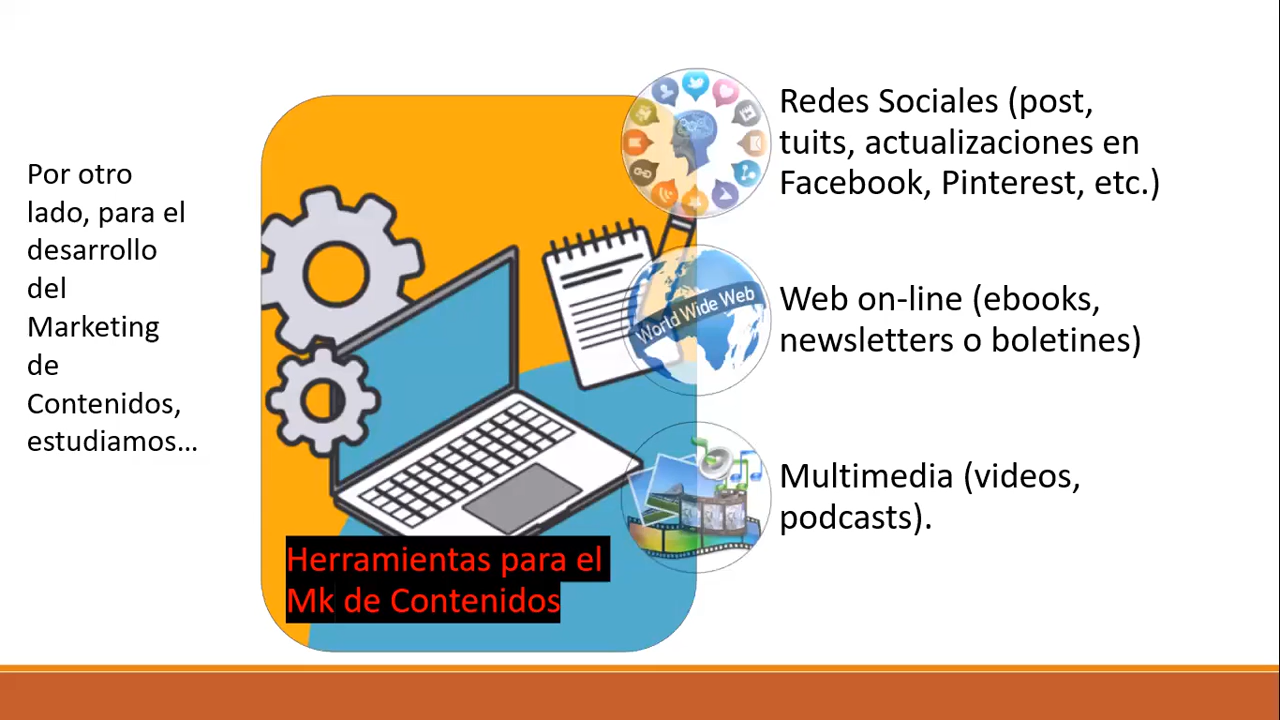 Por otro
lado, para el
desarrollo
del
Marketing
de
Contenidos,
estudiamos...
Herramientas para el
Mk de Contenidos
Redes Sociales (post,
tuits, actualizaciones en
Facebook, Pinterest, etc.)
World Wide Web
Web on-line (ebooks,
newsletters o boletines)
Multimedia (videos,
podcasts).